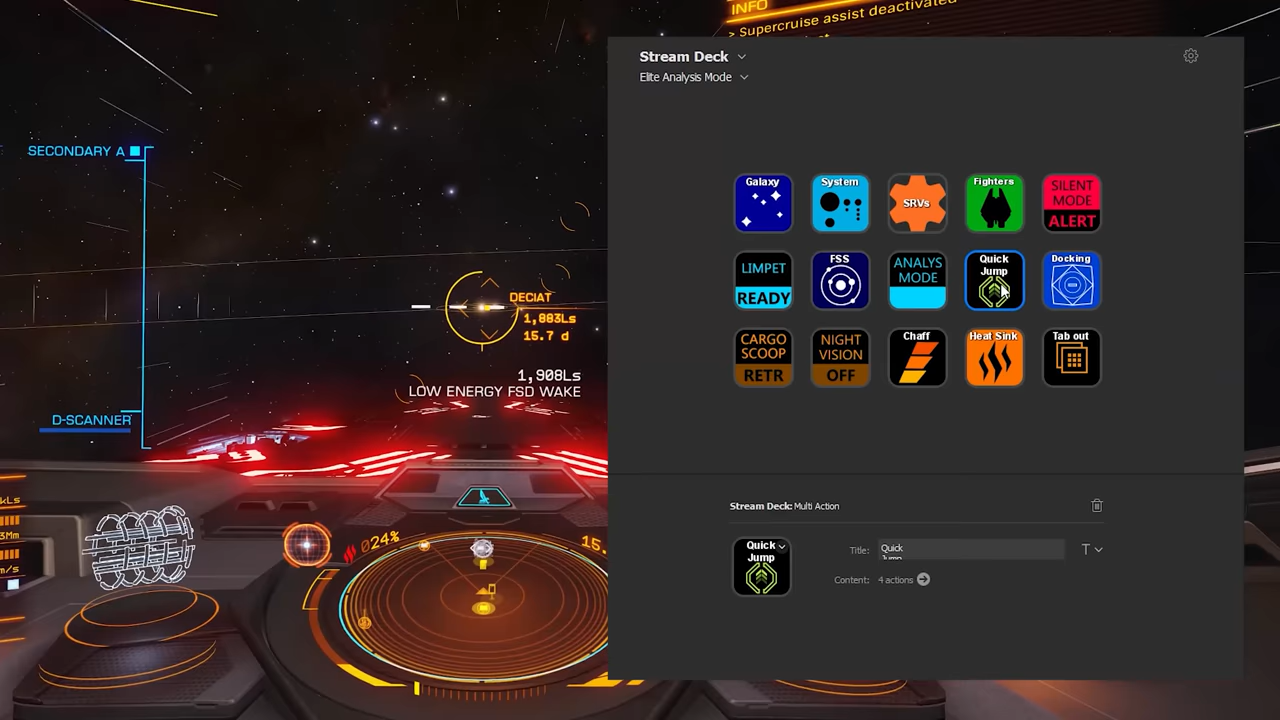 INFO
> Supercruise assist deactivated
SECONDARY A
DECIAT
1,883Ls
15.7 d
1,908Ls
LOW ENERGY FSD WAKE
D-SCANNER
24%
15.
Stream Deck
Elite Analysis Mode
Galaxy
System
SRVs
Fighters
SILENT
MODE
ALERT
LIMPET
READY
FSS
ANALYS
MODE
Quick
Jump
Docking
CARGO
SCOOP
RETR
NIGHT
VISION
OFF
Chaff
Heat Sink
Tab out
Stream Deck: Multi Action
Quick
Jump
Title:
Quick
Jump
T
Content:
4 actions